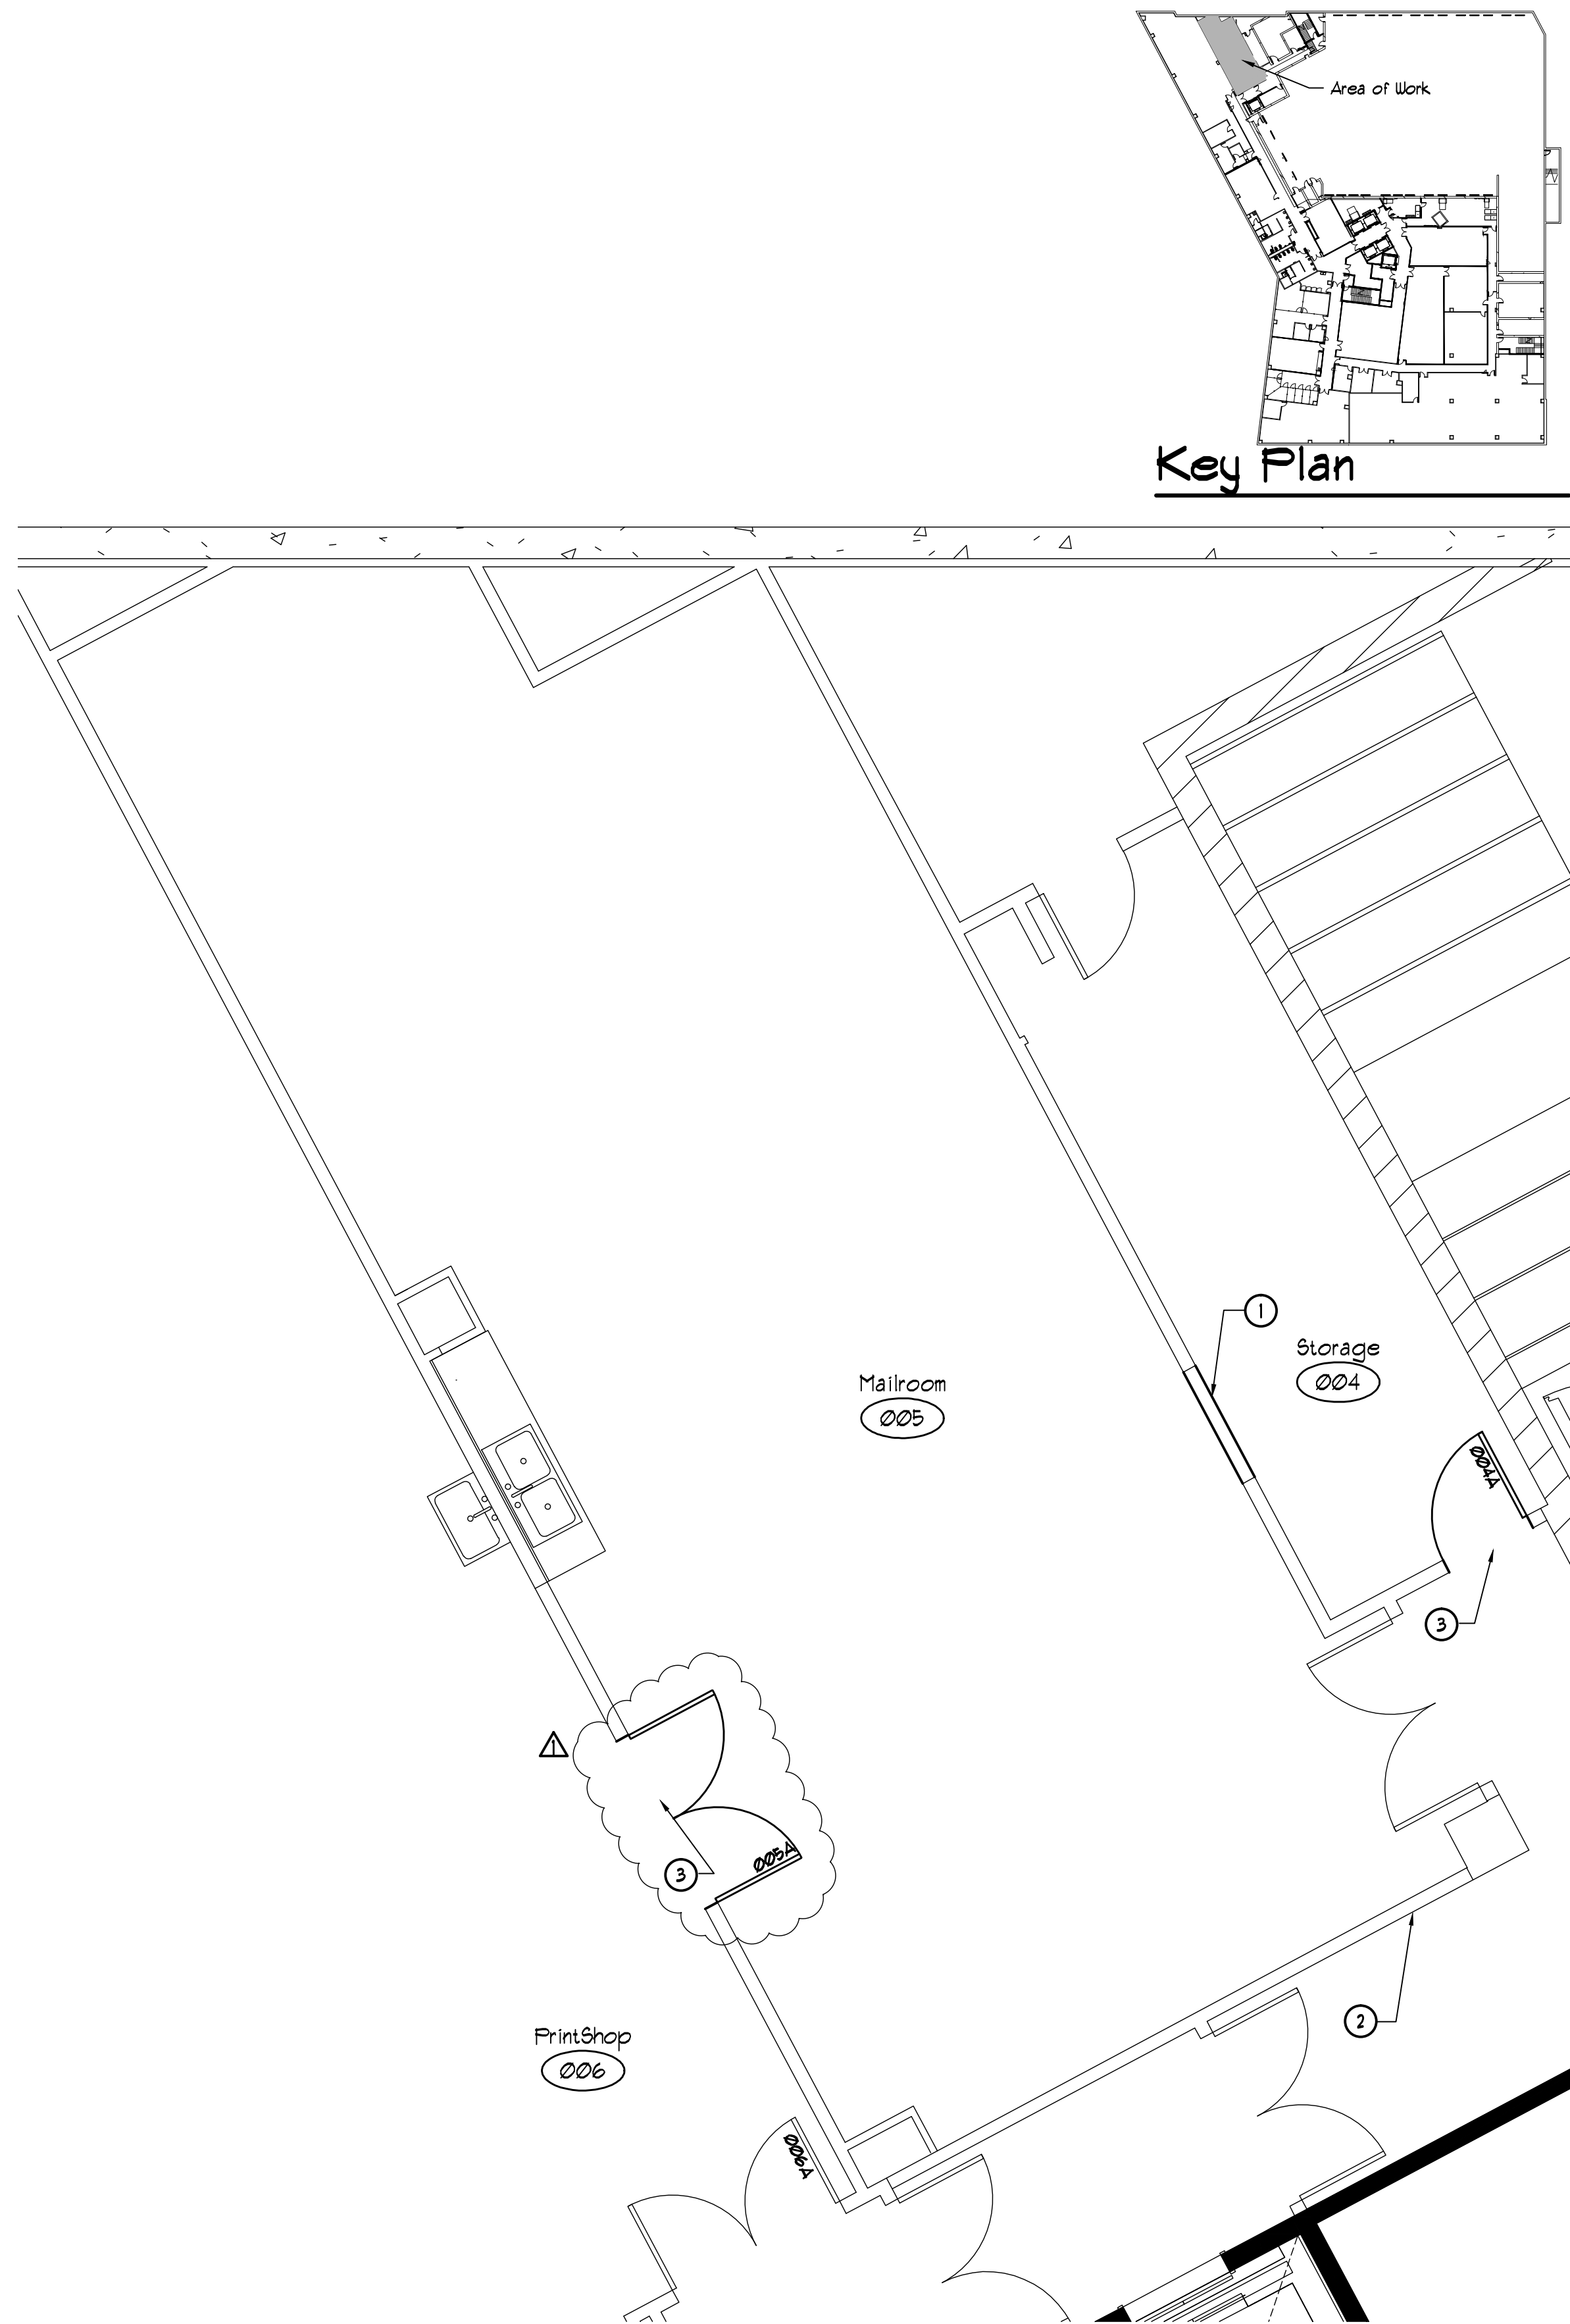 Area of Work
Key Plan
1
Storage
ØØ4
Mailroom
ØØ5
ØØ4A
3
1
ØØ5A
3
2
PrintShop
ØØ6
ØØ6A